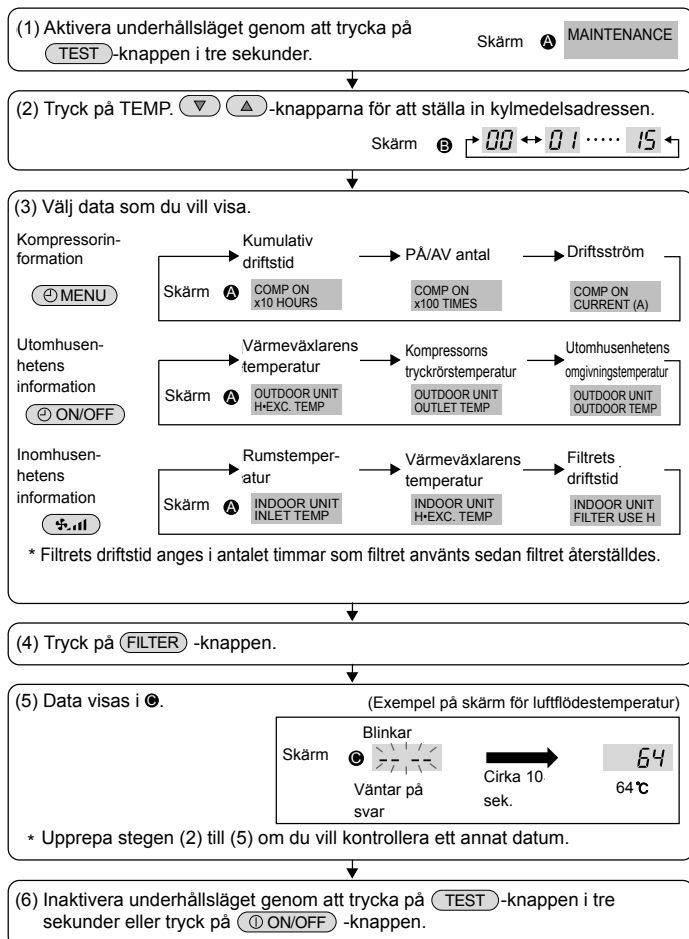 (1) Aktivera underhållsläget genom att trycka på
TEST -knappen i tre sekunder.
Skärm A MAINTENANCE
(2) Tryck på TEMP. ▼ ▲ -knapparna för att ställa in kylmedelsadressen.
Skärm B 00 ↔ 01 ····· 15
(3) Välj data som du vill visa.
Kompressorin-
formation
MENU
Kumulativ
driftstid
PÅ/AV antal
Driftsström
Skärm A
COMP ON
x10 HOURS
COMP ON
x100 TIMES
COMP ON
CURRENT (A)
Utomhusen-
hetens
information
ON/OFF
Värmeväxlarens
temperatur
Kompressorns
tryckrörstemperatur
Utomhusenhetens
omgivningstemperatur
Skärm A
OUTDOOR UNIT
H•EXC. TEMP
OUTDOOR UNIT
OUTLET TEMP
OUTDOOR UNIT
OUTDOOR TEMP
Inomhusen-
hetens
information
Rumstemper-
atur
Värmeväxlarens
temperatur
Filtrets
driftstid
Skärm A
INDOOR UNIT
INLET TEMP
INDOOR UNIT
H•EXC. TEMP
INDOOR UNIT
FILTER USE H
* Filtrets driftstid anges i antalet timmar som filtret använts sedan filtret återställdes.
(4) Tryck på FILTER -knappen.
(5) Data visas i C.
(Exempel på skärm för luftflödestemperatur)
Blinkar
Skärm C -- --
Väntar på
svar
Cirka 10
sek.
64
64℃
* Upprepa stegen (2) till (5) om du vill kontrollera ett annat datum.
(6) Inaktivera underhållsläget genom att trycka på TEST -knappen i tre
sekunder eller tryck på ON/OFF -knappen.